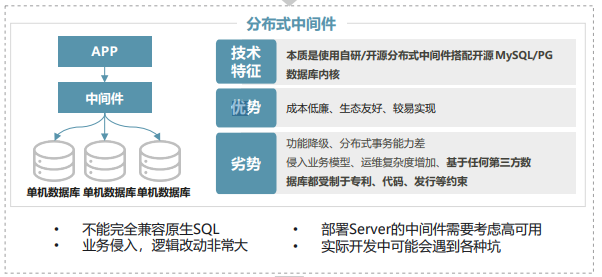 分布式中间件
APP
中间件
单机数据库 单机数据库 单机数据库
技术
特征
本质是使用自研/开源分布式中间件搭配开源 MySQL/PG
数据库内核
优势
成本低廉、生态友好、较易实现
劣势
功能降级、分布式事务能力差
侵入业务模型、运维复杂度增加、基于任何第三方数
据库都受制于专利、代码、发行等约束
• 不能完全兼容原生SQL
• 业务侵入，逻辑改动非常大
• 部署Server的中间件需要考虑高可用
• 实际开发中可能会遇到各种坑